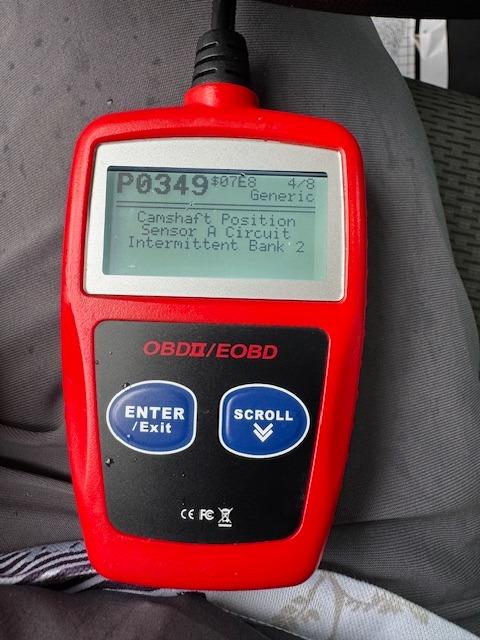 P0349 $07E8 4/8
Generic
Camshaft Position
Sensor A Circuit
Intermittent Bank 2
OBDII/EOBD
ENTER
/Exit
SCROLL
CE FC